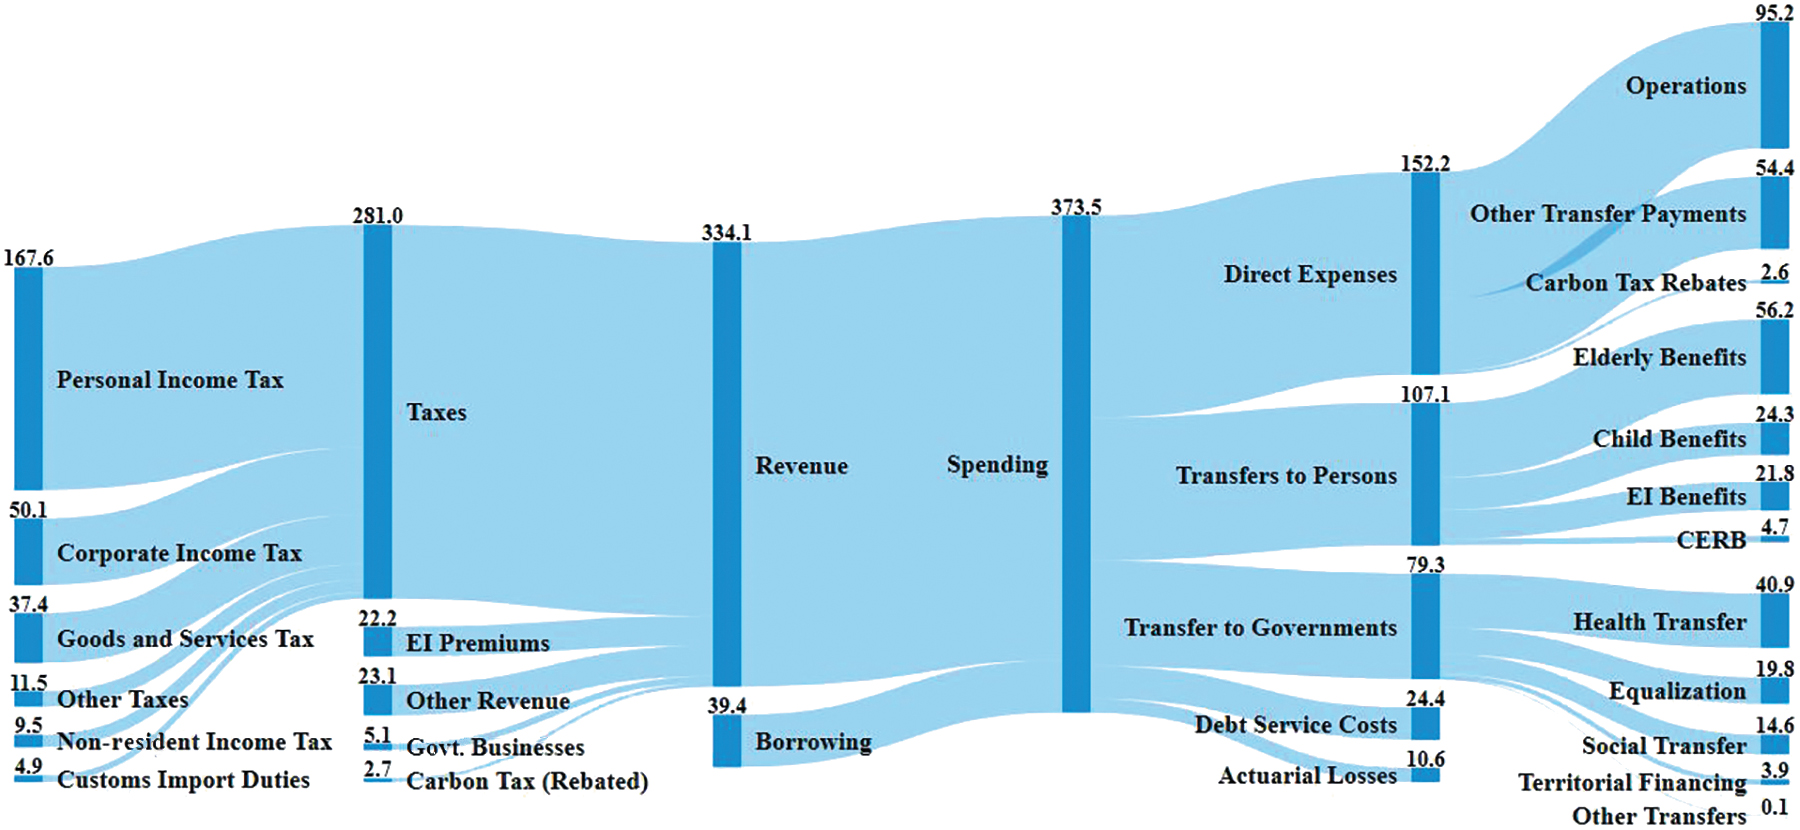 167.6
Personal Income Tax
50.1
Corporate Income Tax
37.4
Goods and Services Tax
11.5
Other Taxes
9.5
Non-resident Income Tax
4.9
Customs Import Duties
281.0
Taxes
22.2
EI Premiums
23.1
Other Revenue
5.1
Govt. Businesses
2.7
Carbon Tax (Rebated)
334.1
Revenue
39.4
Borrowing
373.5
Spending
152.2
Direct Expenses
107.1
Transfers to Persons
79.3
Transfer to Governments
24.4
Debt Service Costs
10.6
Actuarial Losses
95.2
Operations
54.4
Other Transfer Payments
2.6
Carbon Tax Rebates
56.2
Elderly Benefits
24.3
Child Benefits
21.8
EI Benefits
4.7
CERB
40.9
Health Transfer
19.8
Equalization
14.6
Social Transfer
3.9
Territorial Financing
0.1
Other Transfers